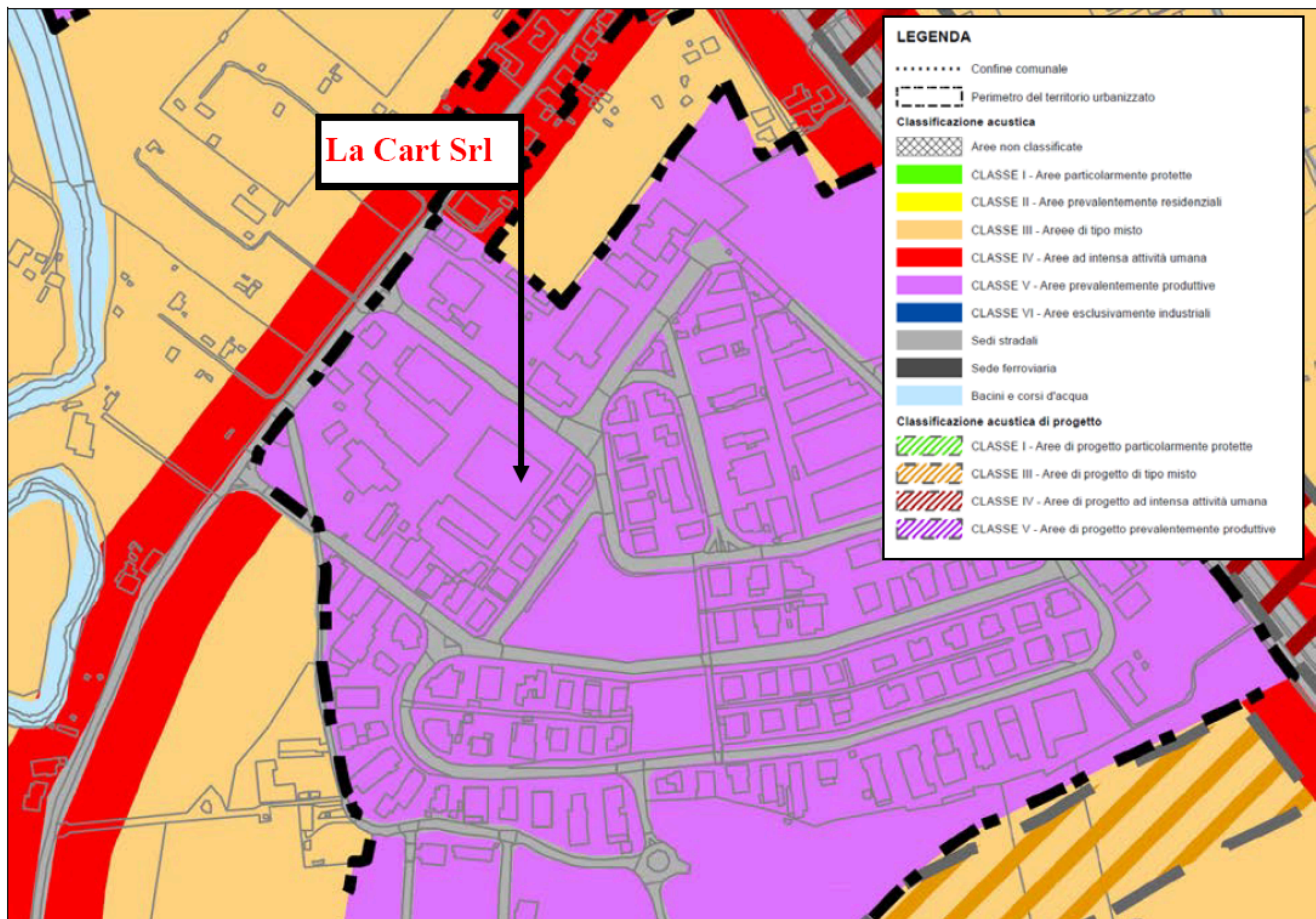 La Cart Srl
LEGENDA
Confine comunale
Perimetro del territorio urbanizzato
Classificazione acustica
Aree non classificate
CLASSE I - Aree particolarmente protette
CLASSE II - Aree prevalentemente residenziali
CLASSE III - Areee di tipo misto
CLASSE IV - Aree ad intensa attività umana
CLASSE V - Aree prevalentemente produttive
CLASSE VI - Aree esclusivamente industriali
Sedi stradali
Sede ferroviaria
Bacini e corsi d'acqua
Classificazione acustica di progetto
CLASSE I - Aree di progetto particolarmente protette
CLASSE III - Aree di progetto di tipo misto
CLASSE IV - Aree di progetto ad intensa attività umana
CLASSE V - Aree di progetto prevalentemente produttive